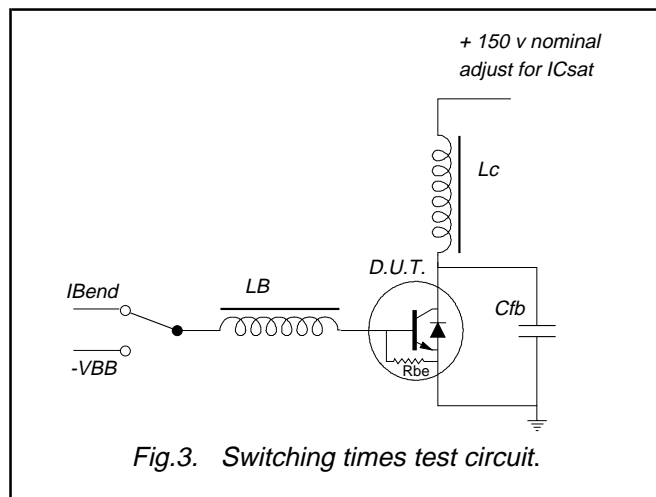 + 150 v nominal
adjust for ICsat
Lc
D.U.T.
LB
IBend
Cfb
-VBB
Rbe
Fig.3. Switching times test circuit.